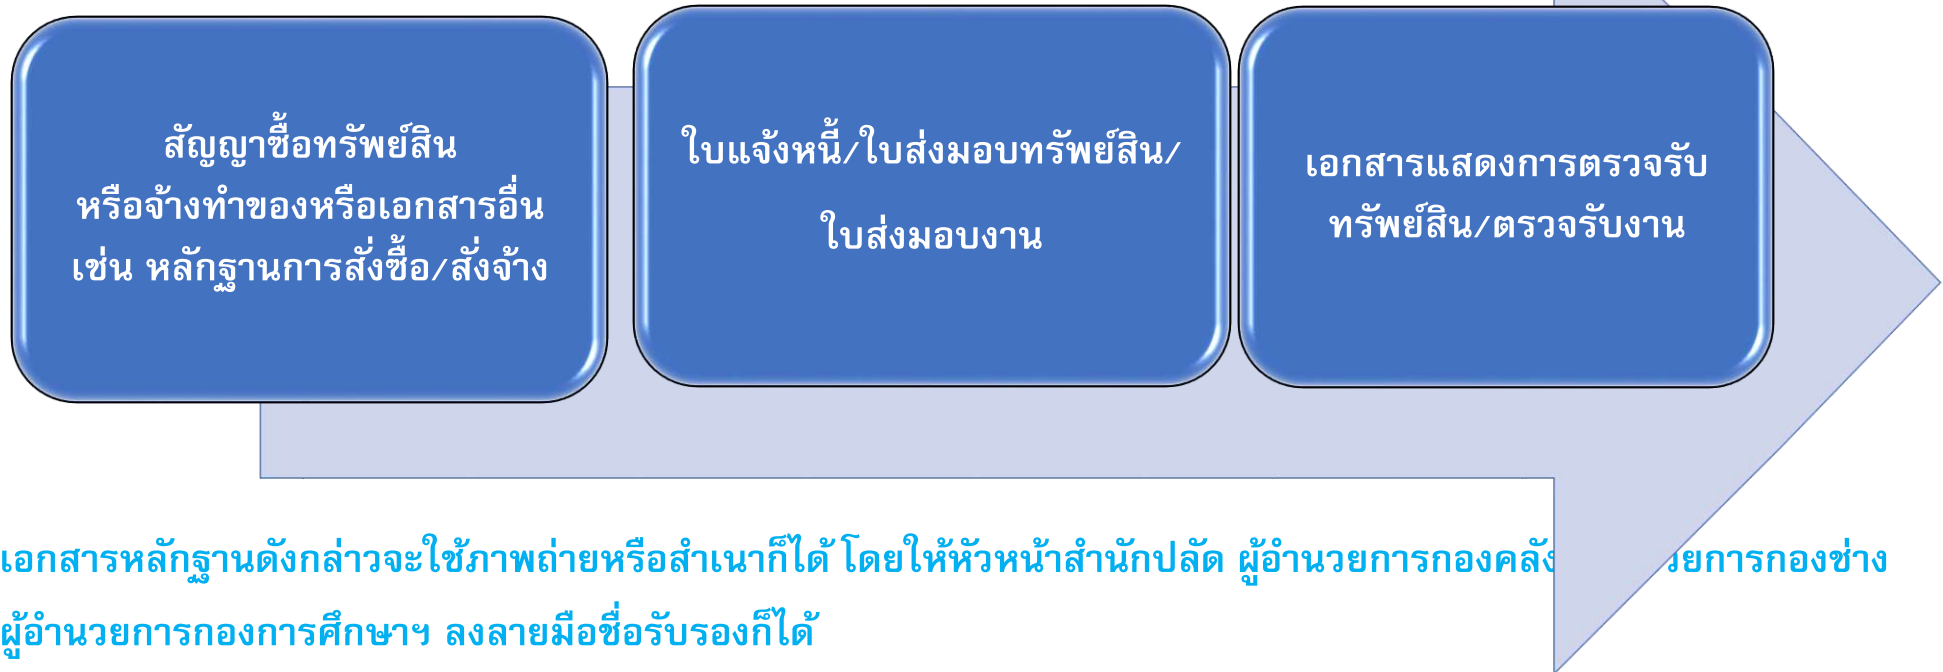 สัญญาซื้อทรัพย์สิน
หรือจ้างทำของหรือเอกสารอื่น
เช่น หลักฐานการสั่งซื้อ/สั่งจ้าง
ใบแจ้งหนี้/ใบส่งมอบทรัพย์สิน/
ใบส่งมอบงาน
เอกสารแสดงการตรวจรับ
ทรัพย์สิน/ตรวจรับงาน
เอกสารหลักฐานดังกล่าวจะใช้ภาพถ่ายหรือสำเนาก็ได้ โดยให้หัวหน้าสำนักปลัด ผู้อำนวยการกองคลัง วยการกองช่าง
ผู้อำนวยการกองการศึกษาฯ ลงลายมือชื่อรับรองก็ได้